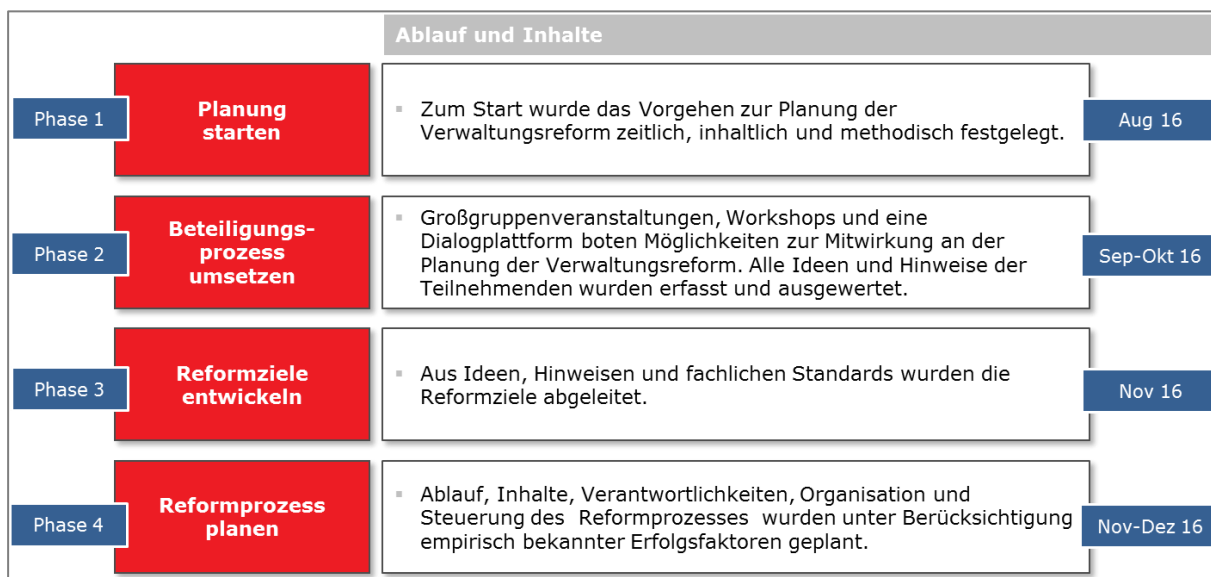 Ablauf und Inhalte
Phase 1
Planung
starten
▪ Zum Start wurde das Vorgehen zur Planung der
Verwaltungsreform zeitlich, inhaltlich und methodisch festgelegt.
Aug 16
Phase 2
Beteiligungs-
prozess
umsetzen
▪ Großgruppenveranstaltungen, Workshops und eine
Dialogplattform boten Möglichkeiten zur Mitwirkung an der
Planung der Verwaltungsreform. Alle Ideen und Hinweise der
Teilnehmenden wurden erfasst und ausgewertet.
Sep-Okt 16
Phase 3
Reformziele
entwickeln
▪ Aus Ideen, Hinweisen und fachlichen Standards wurden die
Reformziele abgeleitet.
Nov 16
Phase 4
Reformprozess
planen
▪ Ablauf, Inhalte, Verantwortlichkeiten, Organisation und
Steuerung des Reformprozesses wurden unter Berücksichtigung
empirisch bekannter Erfolgsfaktoren geplant.
Nov-Dez 16